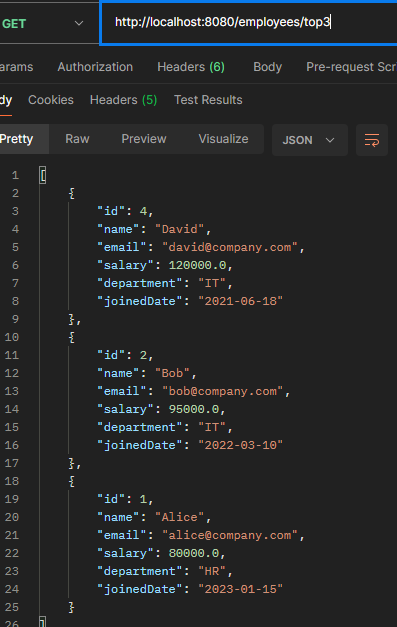 GET http://localhost:8080/employees/top3
arams Authorization Headers (6) Body Pre-request Scr
dy Cookies Headers (5) Test Results
Pretty Raw Preview Visualize JSON
1 [
2 {
3 "id": 4,
4 "name": "David",
5 "email": "david@company.com",
6 "salary": 120000.0,
7 "department": "IT",
8 "joinedDate": "2021-06-18"
9 },
10 {
11 "id": 2,
12 "name": "Bob",
13 "email": "bob@company.com",
14 "salary": 95000.0,
15 "department": "IT",
16 "joinedDate": "2022-03-10"
17 },
18 {
19 "id": 1,
20 "name": "Alice",
21 "email": "alice@company.com",
22 "salary": 80000.0,
23 "department": "HR",
24 "joinedDate": "2023-01-15"
25 }
26 ]